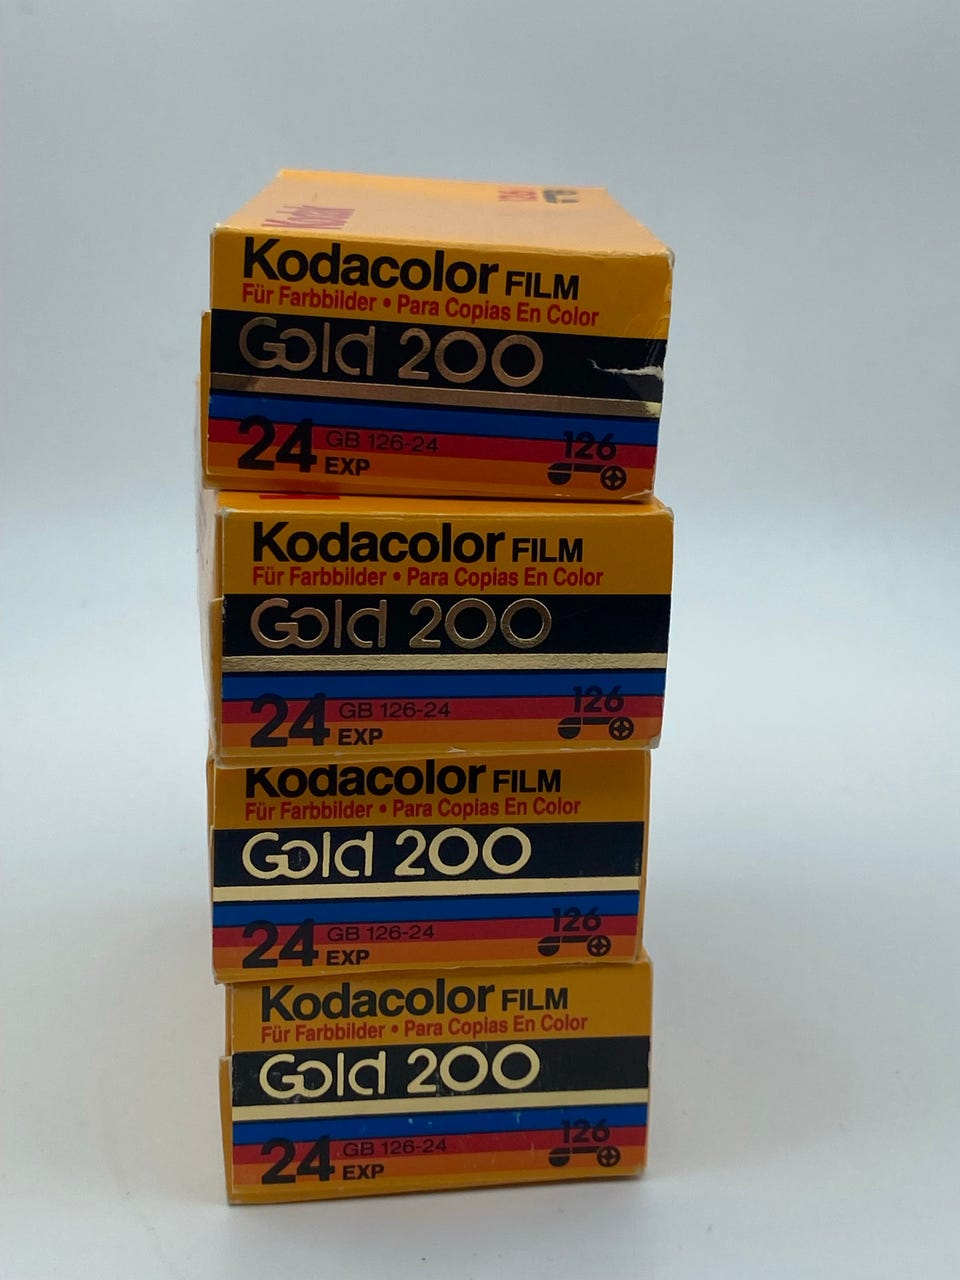 Kodak
126
Kodacolor FILM
Für Farbbilder • Para Copias En Color
Gold 200
24 GB 126-24
EXP
126
Kodacolor FILM
Für Farbbilder • Para Copias En Color
Gold 200
24 GB 126-24
EXP
126
Kodacolor FILM
Für Farbbilder • Para Copias En Color
Gold 200
24 GB 126-24
EXP
126
Kodacolor FILM
Für Farbbilder • Para Copias En Color
Gold 200
24 GB 126-24
EXP
126